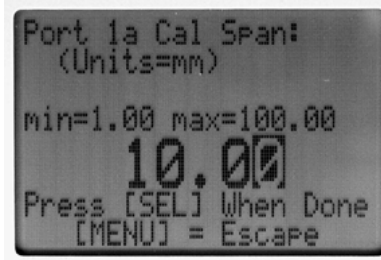 Port 1a Cal Span:
(Units=mm)
min=1.00 max=100.00
10.00
Press [SEL] When Done
[MENU] = Escape